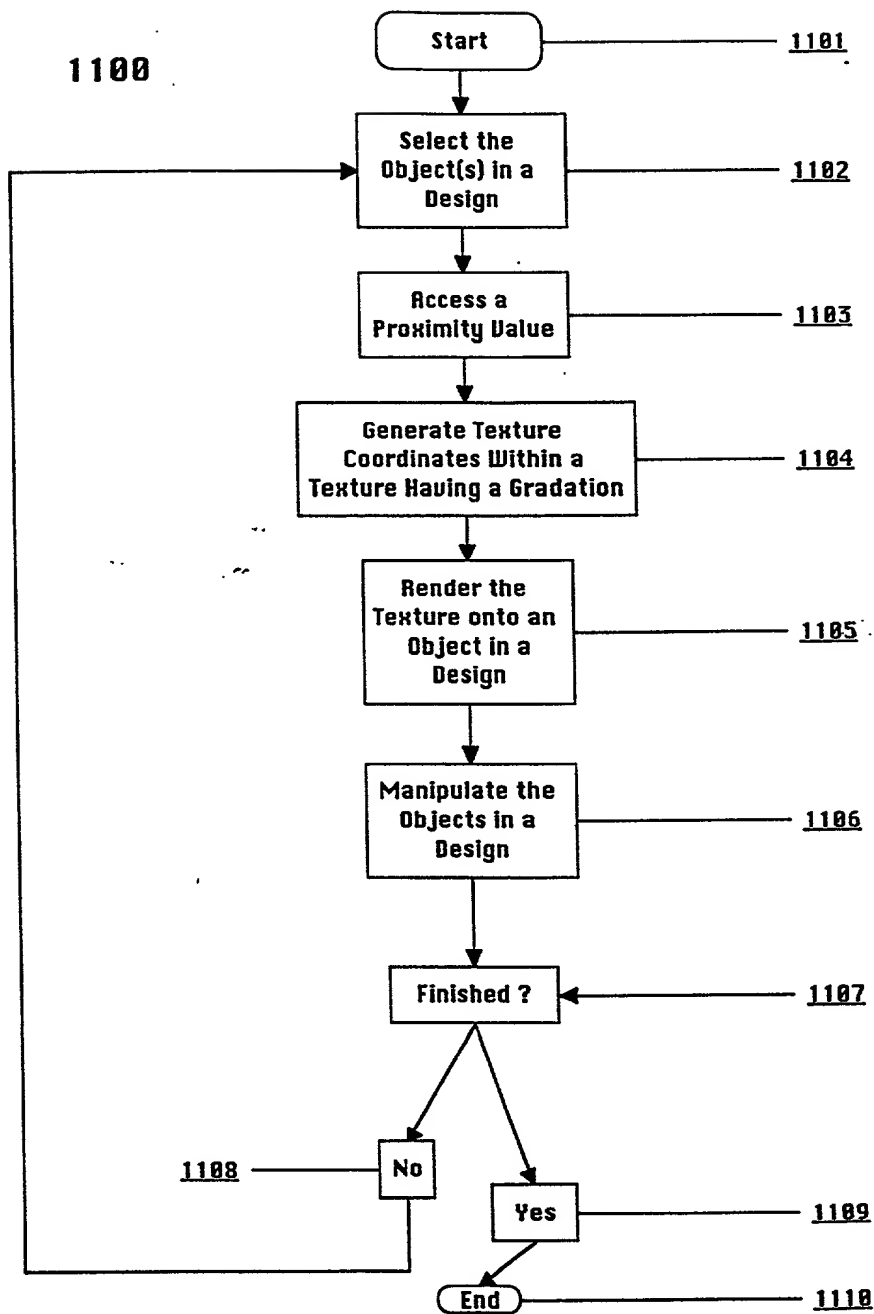 1100
Start
1101
Select the
Object(s) in a
Design
1102
Access a
Proximity Value
1103
Generate Texture
Coordinates Within a
Texture Having a Gradation
1104
Render the
Texture onto an
Object in a
Design
1105
Manipulate the
Objects in a
Design
1106
Finished ?
1107
1108
No
Yes
1109
End
1110